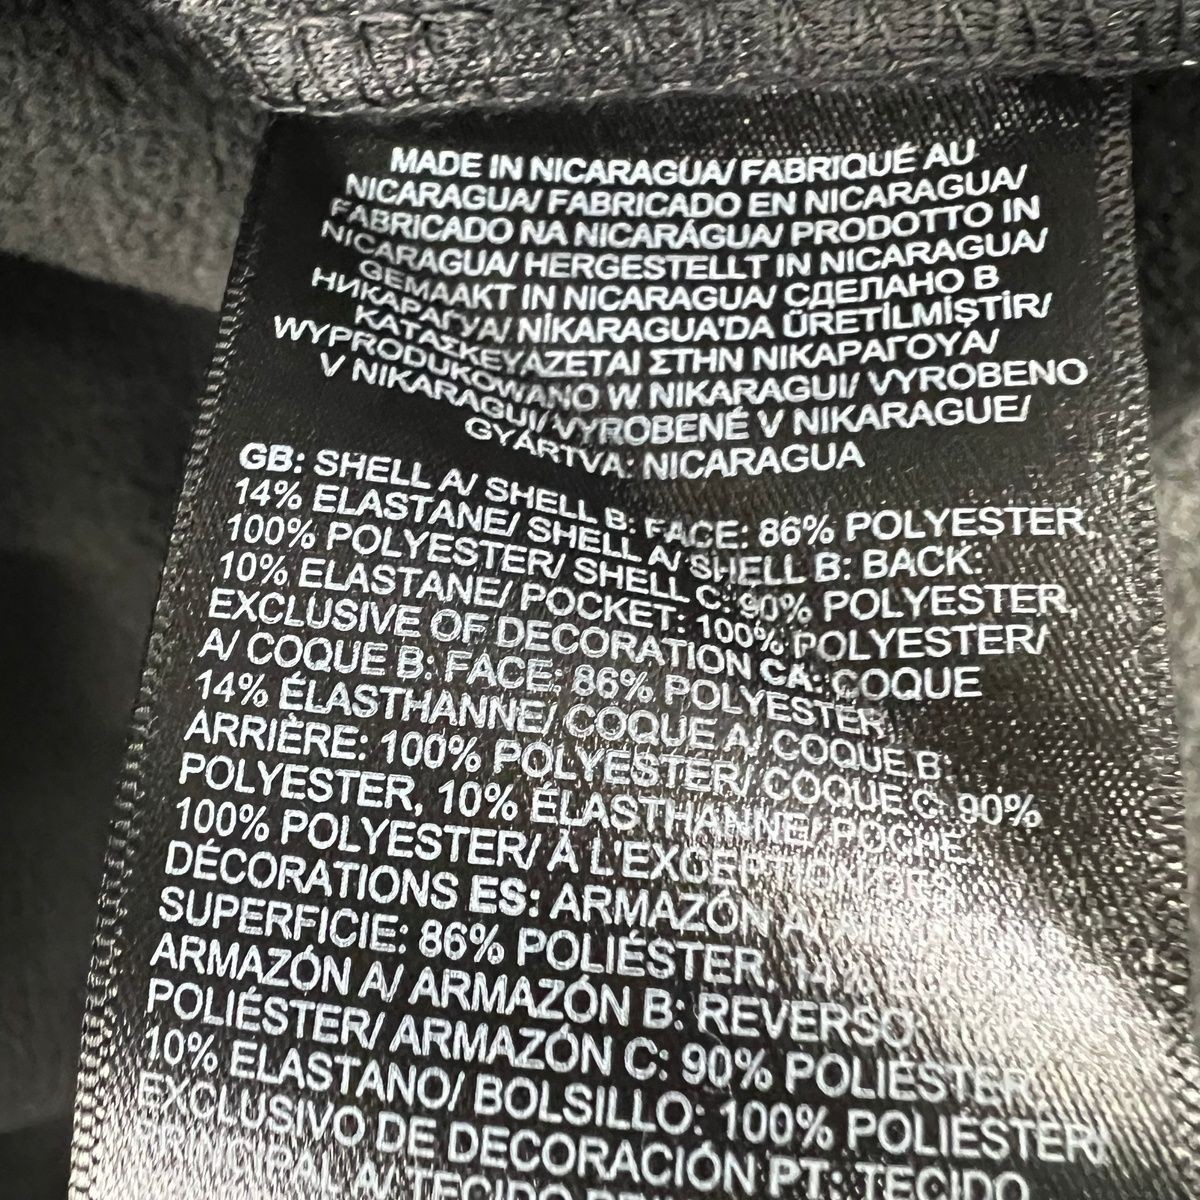 MADE IN NICARAGUA/ FABRIQUÉ AU
NICARAGUA/ FABRICADO EN NICARAGUA/
FABRICADO NA NICARÁGUA/ PRODOTTO IN
NICARAGUA/ HERGESTELLT IN NICARAGUA/
GEMAAKT IN NICARAGUA/ СДЕЛАНО В
НИКАРАГУА/ NİKARAGUA'DA ÜRETİLMİŞTİR/
ΚΑΤΑΣΚΕΥΑΖΕΤΑΙ ΣΤΗΝ ΝΙΚΑΡΑΓΟΥΑ/
WYPRODUKOWANO W NIKARAGUI/ VYROBENO
V NIKARAGUI/ VYROBENÉ V NIKARAGUE/
GYÁRTVA: NICARAGUA
GB: SHELL A/ SHELL B: FACE: 86% POLYESTER,
14% ELASTANE/ SHELL A/ SHELL B: BACK:
100% POLYESTER/ SHELL C: 90% POLYESTER,
10% ELASTANE/ POCKET: 100% POLYESTER/
EXCLUSIVE OF DECORATION CA: COQUE
A/ COQUE B: FACE: 86% POLYESTER,
14% ÉLASTHANNE/ COQUE A/ COQUE B:
ARRIÈRE: 100% POLYESTER/ COQUE C: 90%
POLYESTER, 10% ÉLASTHANNE/ POCHE:
100% POLYESTER/ À L'EXCEPTION DES
DÉCORATIONS ES: ARMAZÓN A/
SUPERFICIE: 86% POLIÉSTER, 14%
ARMAZÓN A/ ARMAZÓN B: REVERSO:
POLIÉSTER/ ARMAZÓN C: 90% POLIÉSTER,
10% ELASTANO/ BOLSILLO: 100% POLIÉSTER/
EXCLUSIVO DE DECORACIÓN PT: TECIDO
PRINCIPAL A/ TECIDO